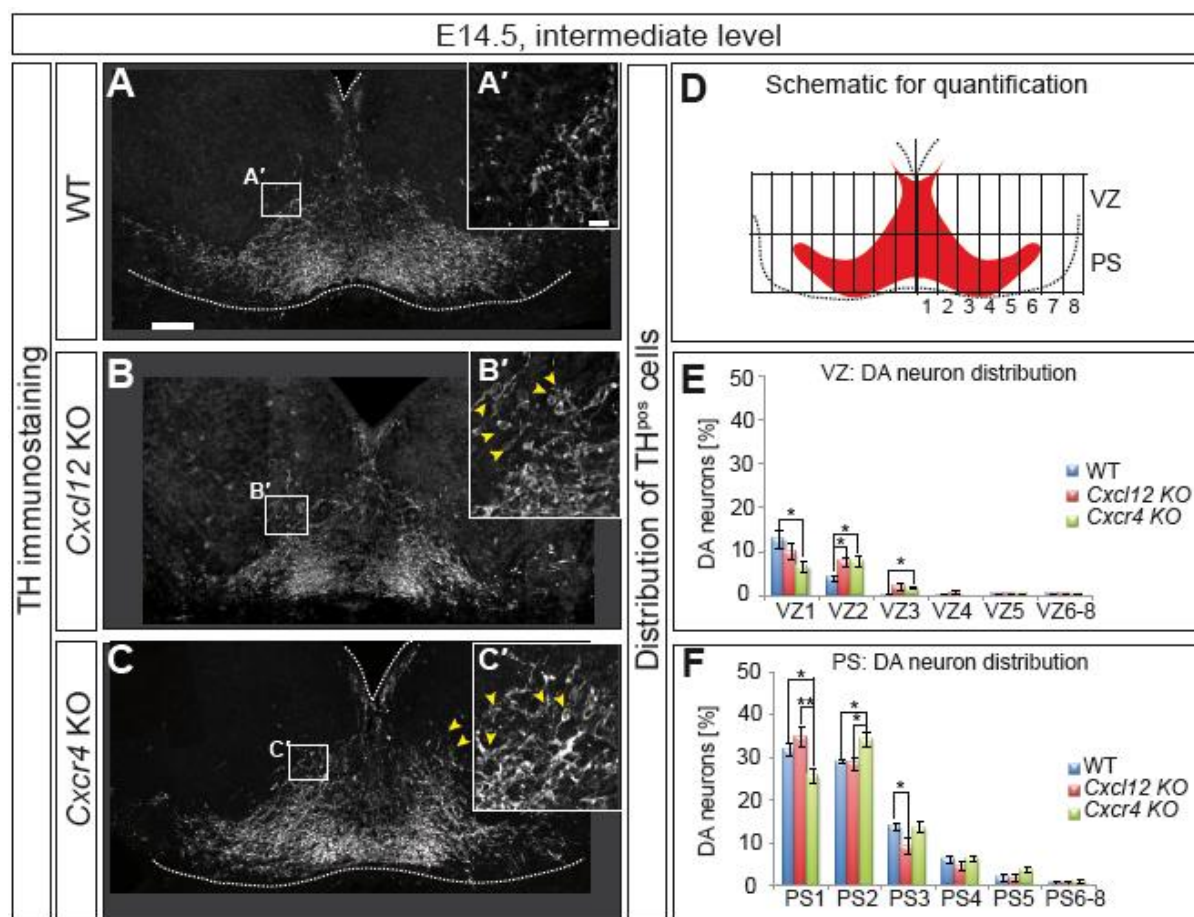 E14.5, intermediate level
TH immunostaining
WT
A
A′
A′
Cxcl12 KO
B
B′
B′
Cxcr4 KO
C
C′
C′
Distribution of THpos cells
D
Schematic for quantification
VZ
PS
1 2 3 4 5 6 7 8
E
VZ: DA neuron distribution
DA neurons [%]
50
40
30
20
10
0
* * * *
WT
Cxcl12 KO
Cxcr4 KO
VZ1 VZ2 VZ3 VZ4 VZ5 VZ6-8
F
PS: DA neuron distribution
DA neurons [%]
50
40
30
20
10
0
* ** * * *
WT
Cxcl12 KO
Cxcr4 KO
PS1 PS2 PS3 PS4 PS5 PS6-8